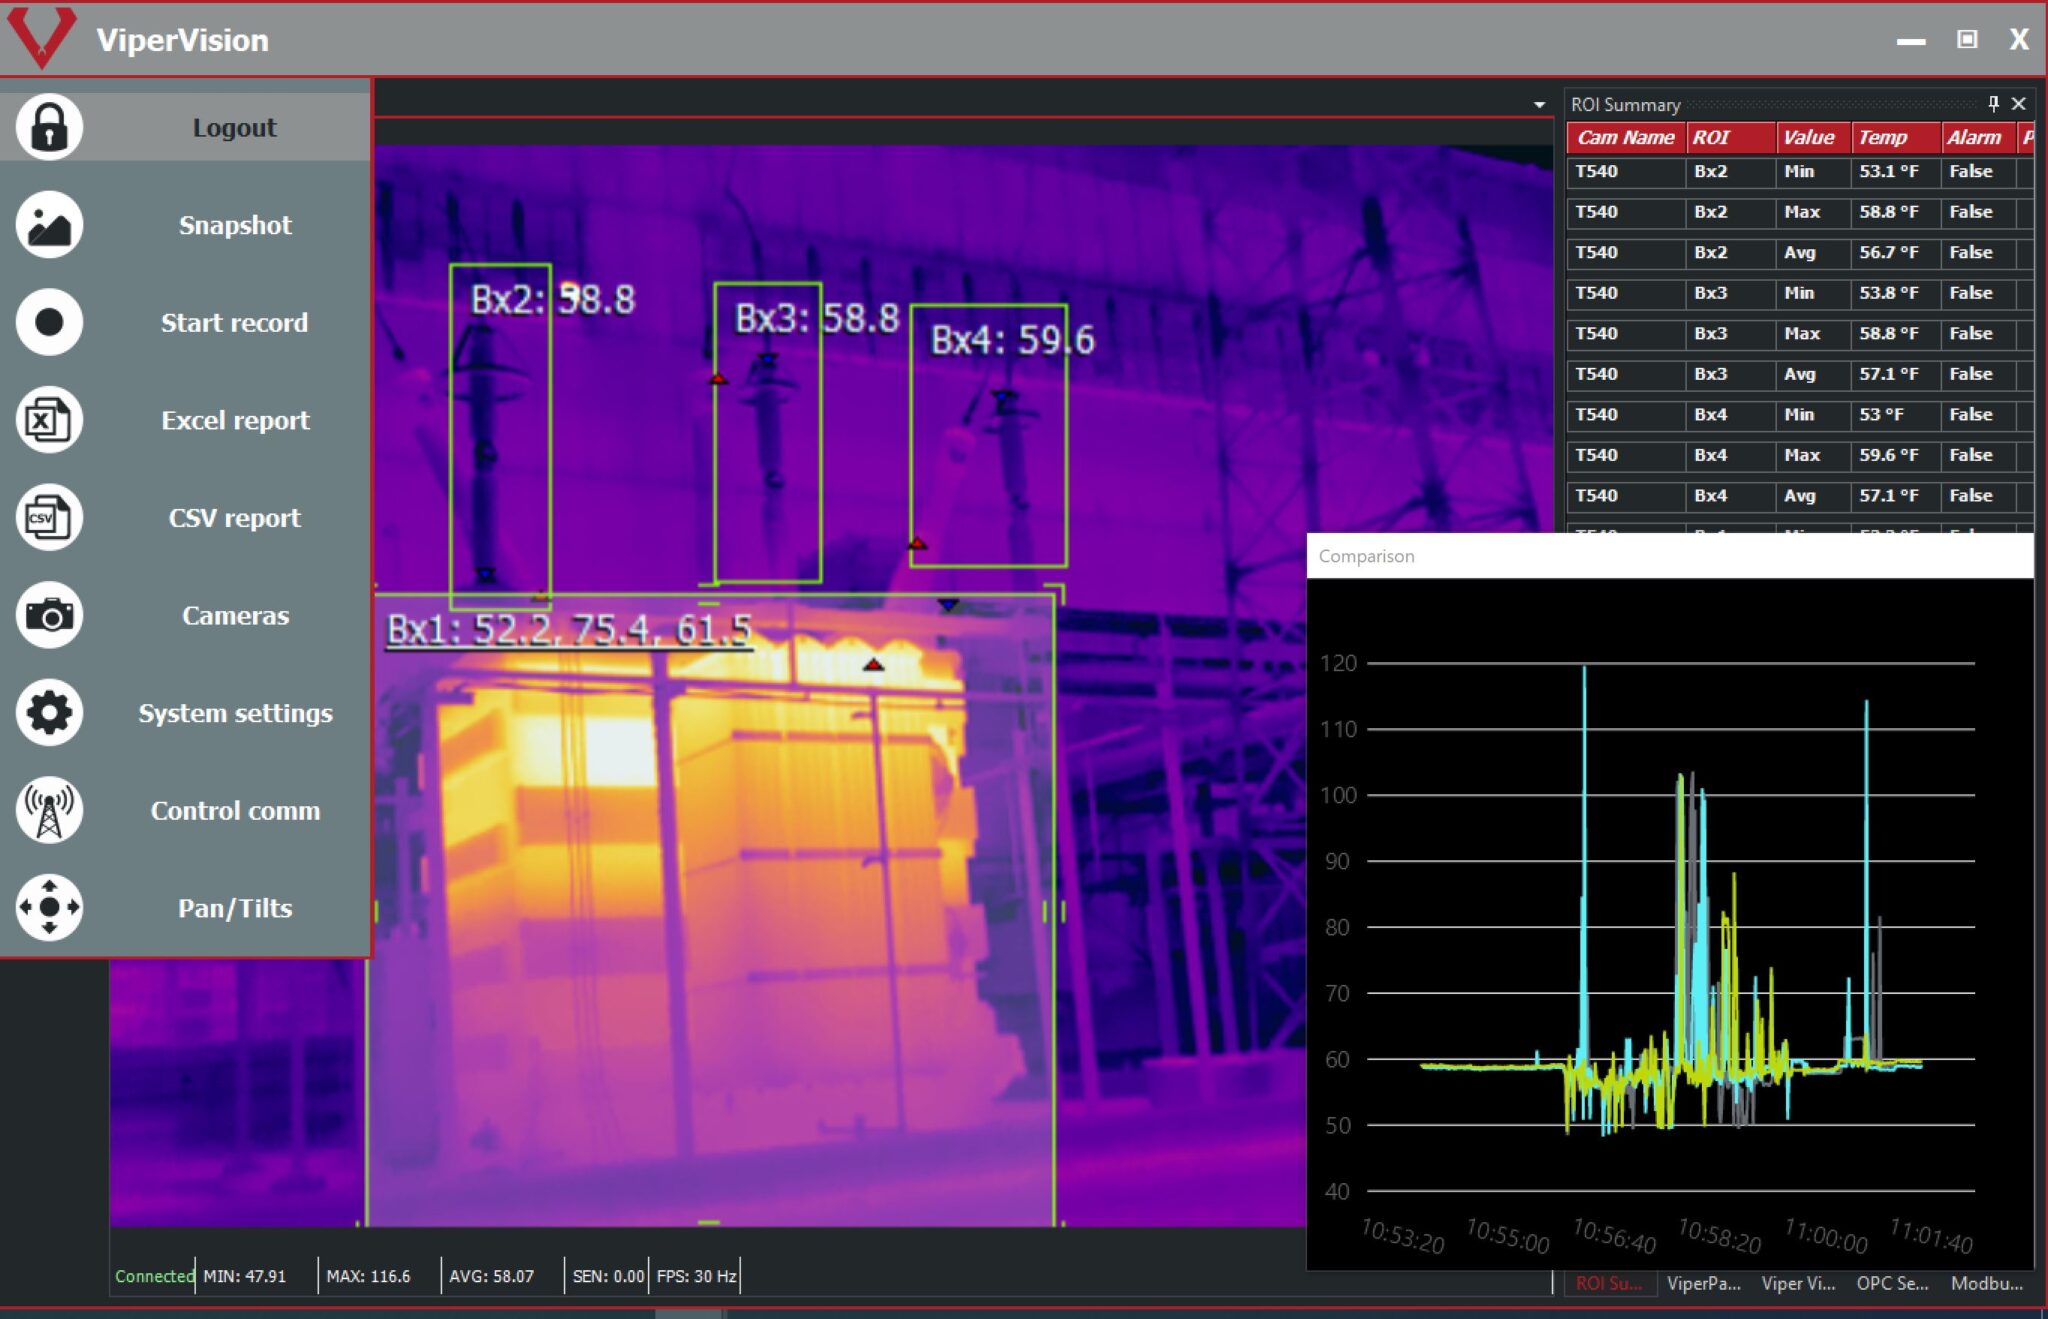 ViperVision
X
Logout
Snapshot
Start record
Excel report
CSV
CSV report
Cameras
System settings
Control comm
Pan/Tilts
Bx2: 58.8
Bx3: 58.8
Bx4: 59.6
Bx1: 52.2, 75.4, 61.5
Connected MIN: 47.91 MAX: 116.6 AVG: 58.07 SEN: 0.00 FPS: 30 Hz
ROI Summary
Cam Name ROI Value Temp Alarm P
T540 Bx2 Min 53.1 °F False
T540 Bx2 Max 58.8 °F False
T540 Bx2 Avg 56.7 °F False
T540 Bx3 Min 53.8 °F False
T540 Bx3 Max 58.8 °F False
T540 Bx3 Avg 57.1 °F False
T540 Bx4 Min 53 °F False
T540 Bx4 Max 59.6 °F False
T540 Bx4 Avg 57.1 °F False
Comparison
120
110
100
90
80
70
60
50
40
10:53:20 10:55:00 10:56:40 10:58:20 11:00:00 11:01:40
ROI Su... ViperPa... Viper Vi... OPC Se... Modbu...